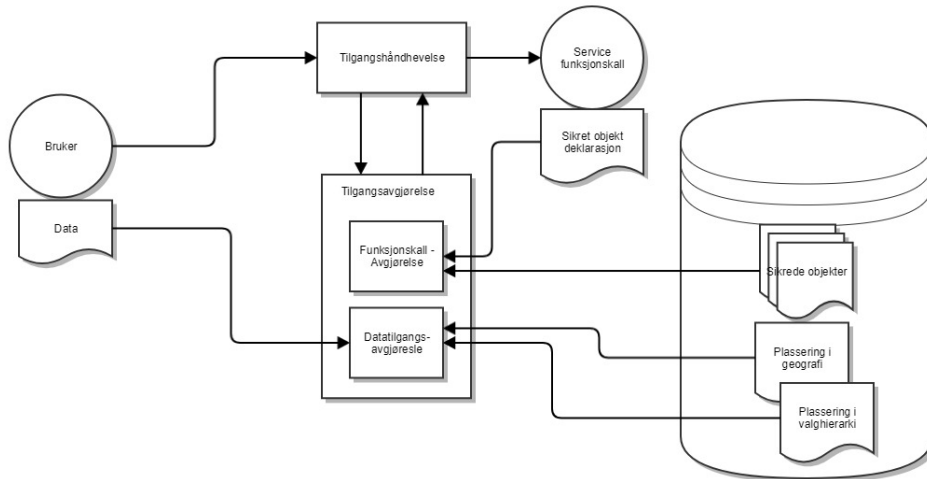 Tilgangshåndhevelse
Service
funksjonskall
Bruker
Sikret objekt
deklarasjon
Tilgangsavgjørelse
Data
Funksjonskall -
Avgjørelse
Sikrede objekter
Datatilgangs-
avgjøresle
Plassering i
geografi
Plassering i
valghierarki